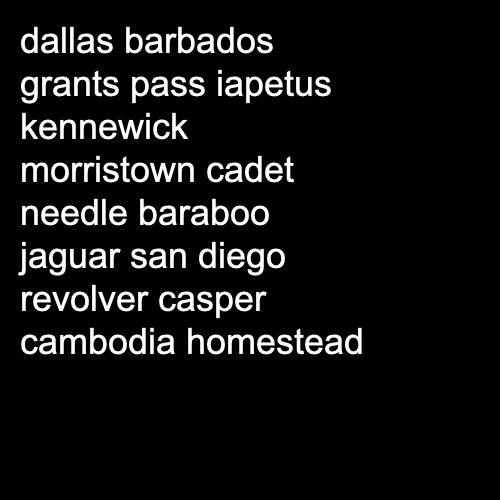 dallas barbados
grants pass iapetus
kennewick
morristown cadet
needle baraboo
jaguar san diego
revolver casper
cambodia homestead